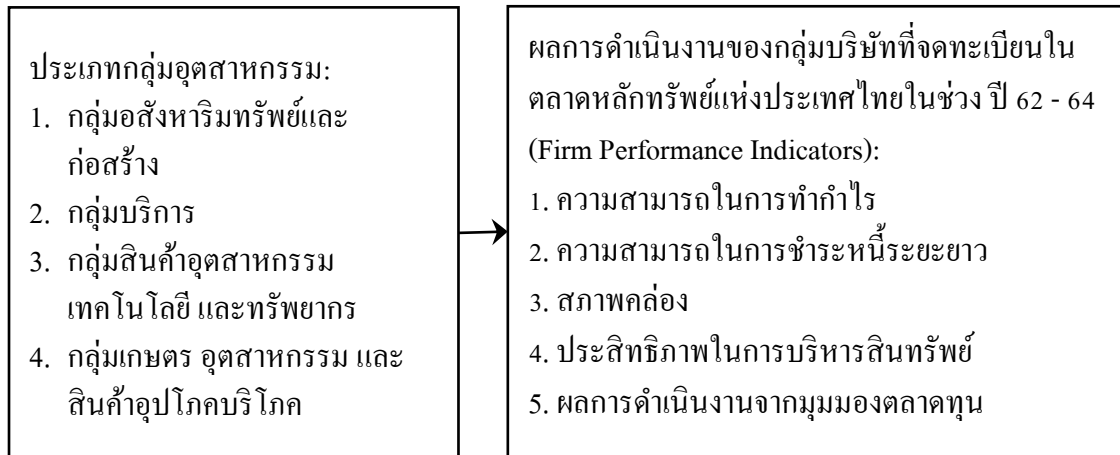 ประเภทกลุ่มอุตสาหกรรม:
1. กลุ่มอสังหาริมทรัพย์และ
ก่อสร้าง
2. กลุ่มบริการ
3. กลุ่มสินค้าอุตสาหกรรม
เทคโนโลยี และทรัพยากร
4. กลุ่มเกษตร อุตสาหกรรม และ
สินค้าอุปโภคบริโภค
ผลการดำเนินงานของกลุ่มบริษัทที่จดทะเบียนใน
ตลาดหลักทรัพย์แห่งประเทศไทยในช่วง ปี 62 - 64
(Firm Performance Indicators):
1. ความสามารถในการทำกำไร
2. ความสามารถในการชำระหนี้ระยะยาว
3. สภาพคล่อง
4. ประสิทธิภาพในการบริหารสินทรัพย์
5. ผลการดำเนินงานจากมุมมองตลาดทุน